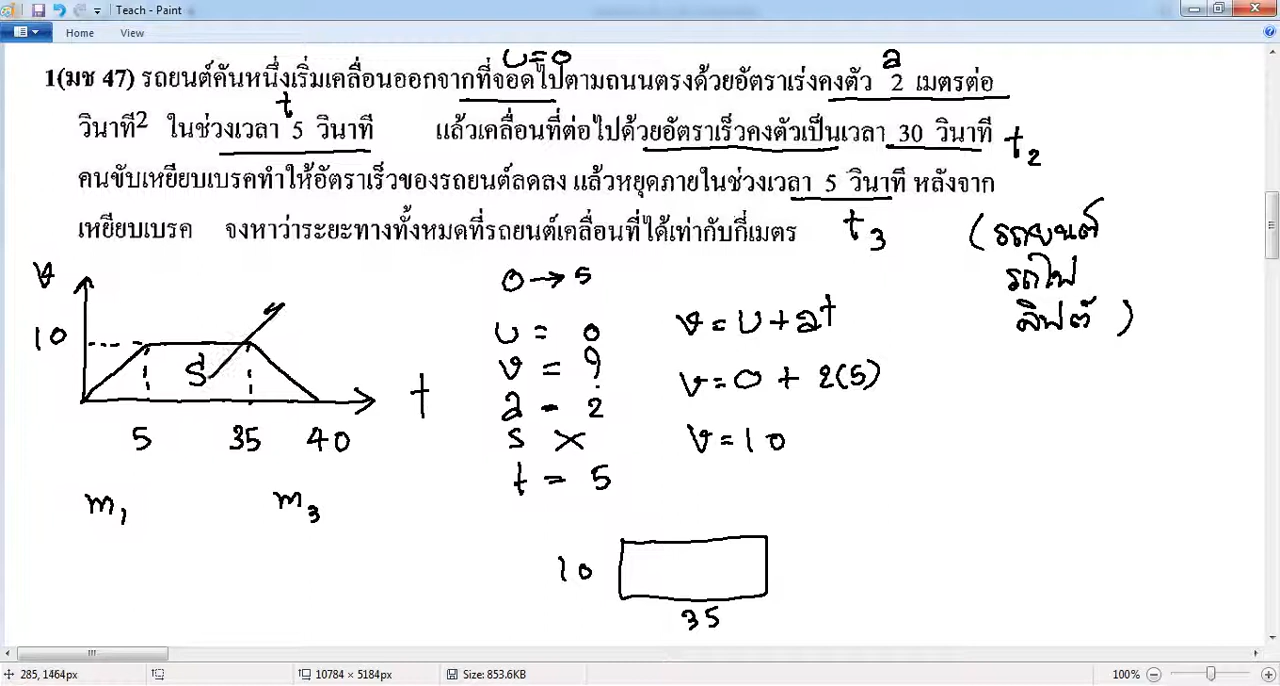 Teach - Paint
Home View
u = 0
a
1(มช 47) รถยนต์คันหนึ่งเริ่มเคลื่อนออกจากที่จอดไปตามถนนตรงด้วยอัตราเร่งคงตัว 2 เมตรต่อ
t
วินาที² ในช่วงเวลา 5 วินาที แล้วเคลื่อนที่ต่อไปด้วยอัตราเร็วคงตัวเป็นเวลา 30 วินาที t₂
คนขับเหยียบเบรคทำให้อัตราเร็วของรถยนต์ลดลง แล้วหยุดภายในช่วงเวลา 5 วินาที หลังจาก
เหยียบเบรค จงหาว่าระยะทางทั้งหมดที่รถยนต์เคลื่อนที่ได้เท่ากับกี่เมตร t₃
(รถยนต์
รถไฟ
ลิฟต์)
v
10
S
t
5 35 40
m₁ m₃
0 → 5
u = 0
v = ?
a = 2
s ×
t = 5
v = u + at
v = 0 + 2(5)
v = 10
10
35
285, 1464px
10784 × 5184px
Size: 853.6KB
100%